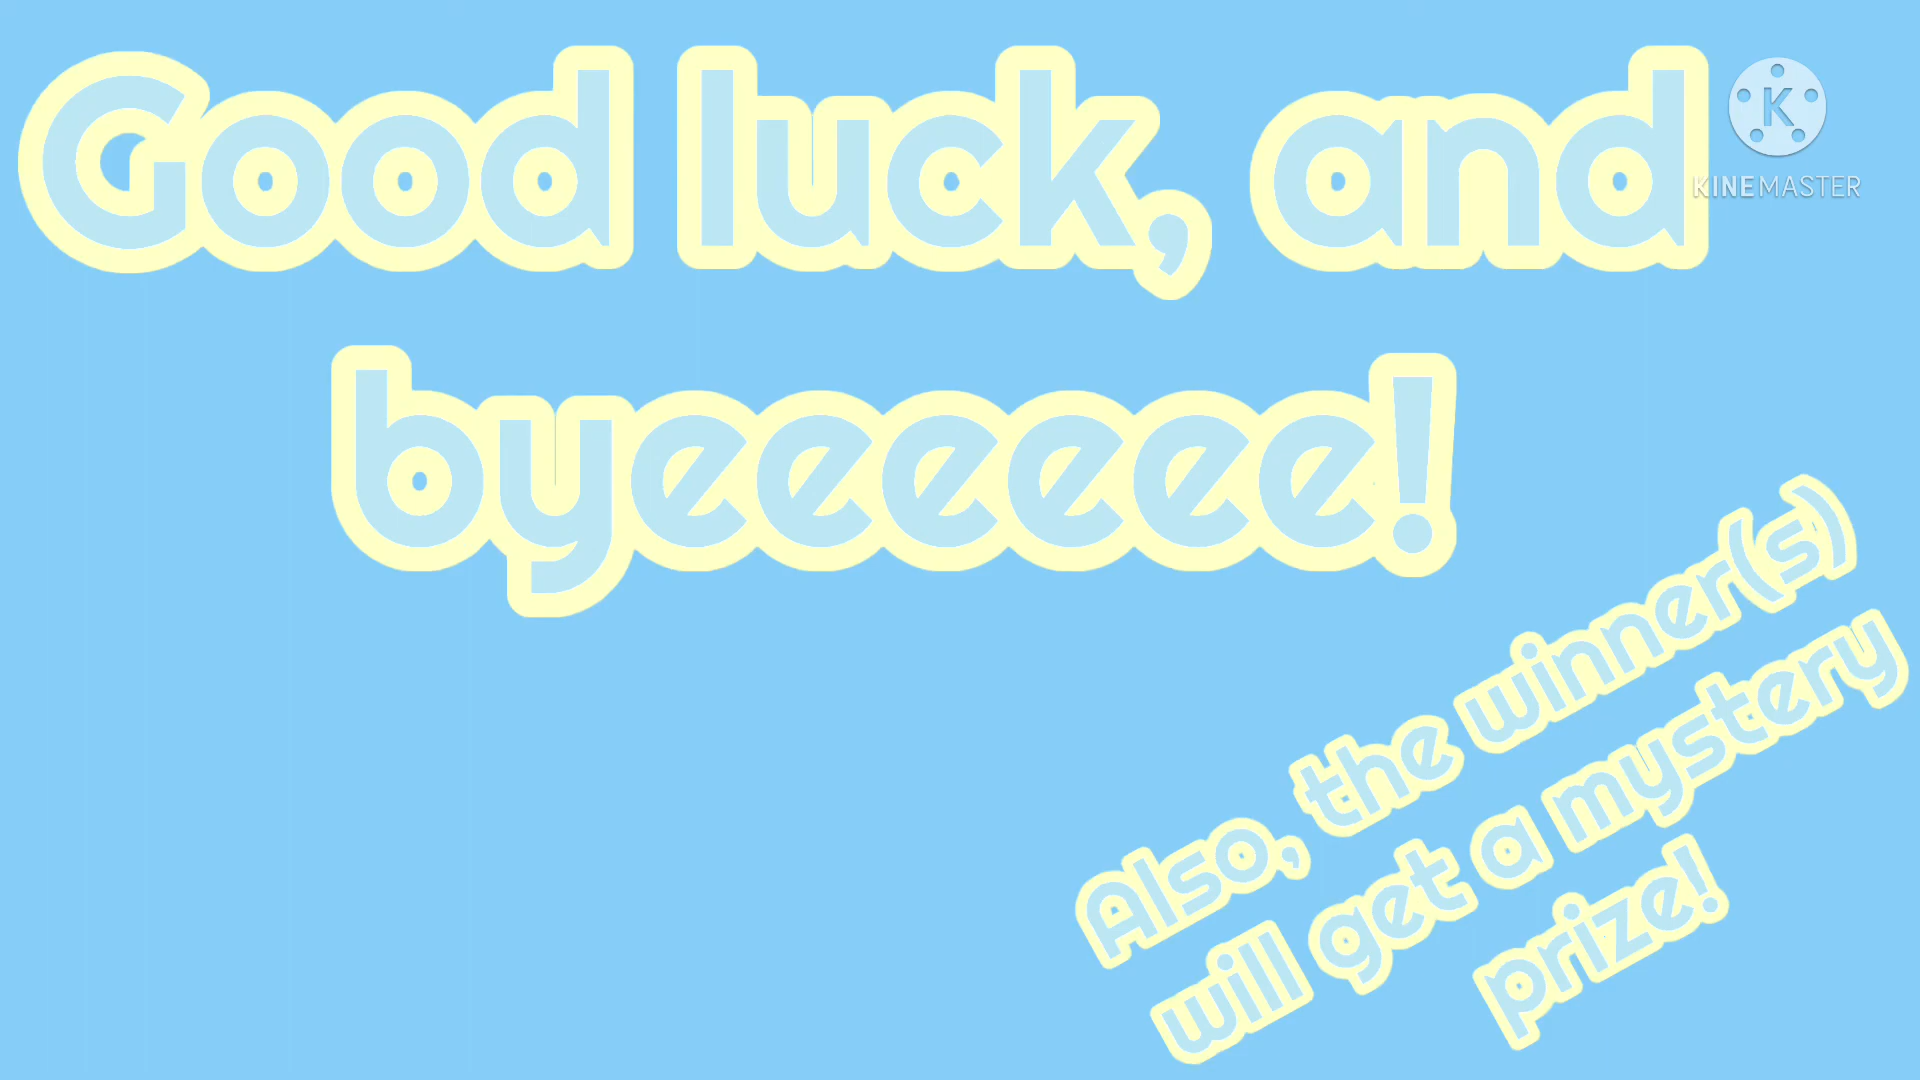 Good luck, and
byeeeeee!
K
KINEMASTER
Also, the winner(s)
will get a mystery
prize!